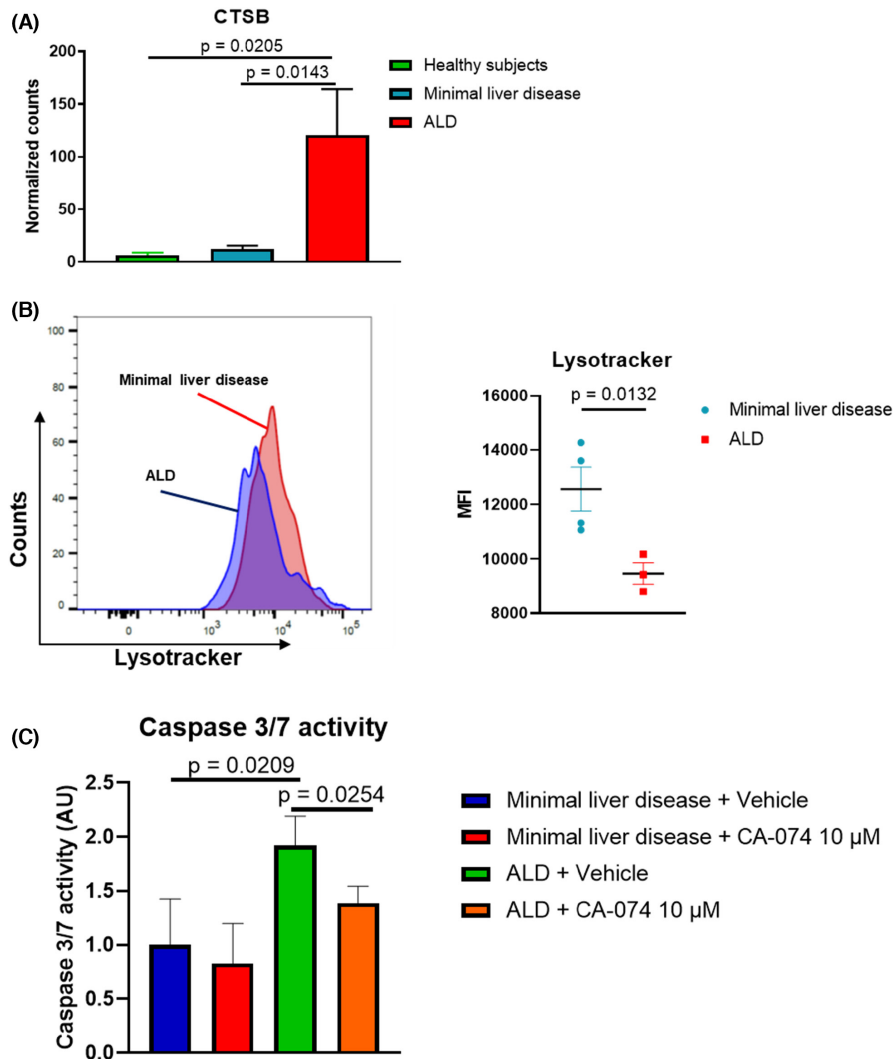 (A)
CTSB
p = 0.0205
p = 0.0143
200
150
100
50
0
Normalized counts
Healthy subjects
Minimal liver disease
ALD
(B)
100
80
60
40
20
0
Counts
Minimal liver disease
ALD
0 10³ 10⁴ 10⁵
Lysotracker
Lysotracker
p = 0.0132
16000
14000
12000
10000
8000
MFI
Minimal liver disease
ALD
(C)
Caspase 3/7 activity
p = 0.0209
p = 0.0254
2.5
2.0
1.5
1.0
0.5
0.0
Caspase 3/7 activity (AU)
Minimal liver disease + Vehicle
Minimal liver disease + CA-074 10 µM
ALD + Vehicle
ALD + CA-074 10 µM